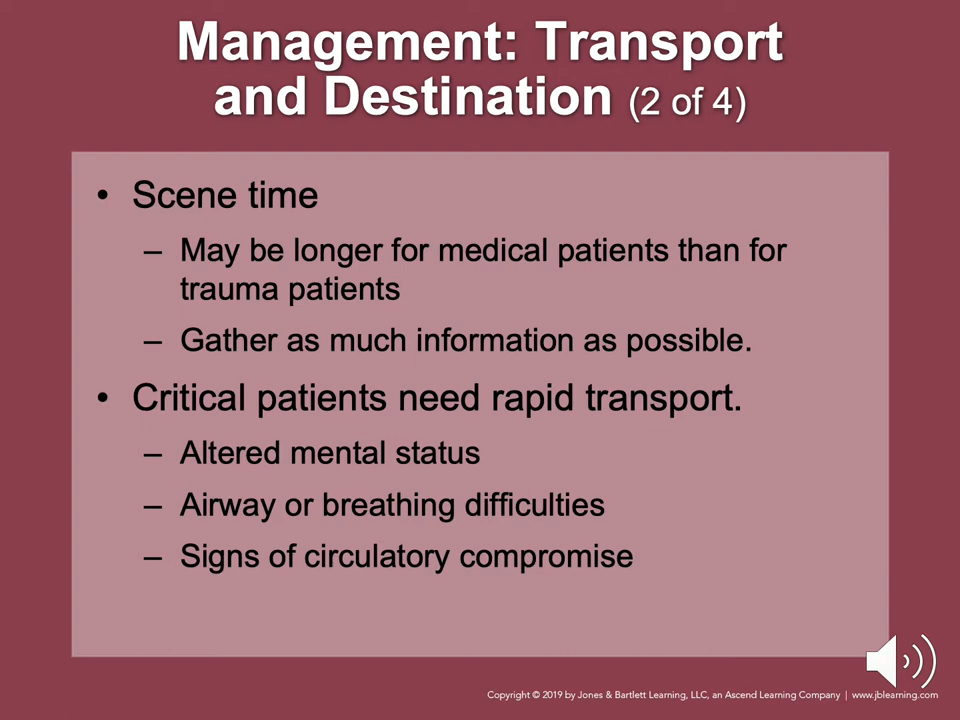 Management: Transport
and Destination (2 of 4)
• Scene time
– May be longer for medical patients than for
trauma patients
– Gather as much information as possible.
• Critical patients need rapid transport.
– Altered mental status
– Airway or breathing difficulties
– Signs of circulatory compromise
Copyright © 2019 by Jones & Bartlett Learning, LLC, an Ascend Learning Company | www.jblearning.com